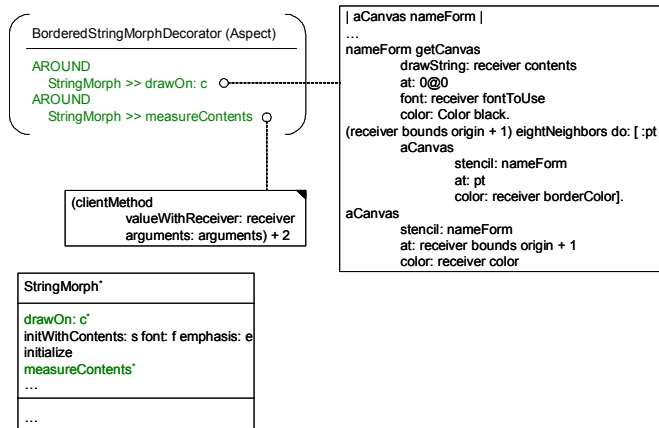 BorderedStringMorphDecorator (Aspect)
AROUND
StringMorph >> drawOn: c
AROUND
StringMorph >> measureContents
| aCanvas nameForm |
…
nameForm getCanvas
drawString: receiver contents
at: 0@0
font: receiver fontToUse
color: Color black.
(receiver bounds origin + 1) eightNeighbors do: [ :pt
aCanvas
stencil: nameForm
at: pt
color: receiver borderColor].
aCanvas
stencil: nameForm
at: receiver bounds origin + 1
color: receiver color
(clientMethod
valueWithReceiver: receiver
arguments: arguments) + 2
StringMorph*
drawOn: c*
initWithContents: s font: f emphasis: e
initialize
measureContents*
…
…